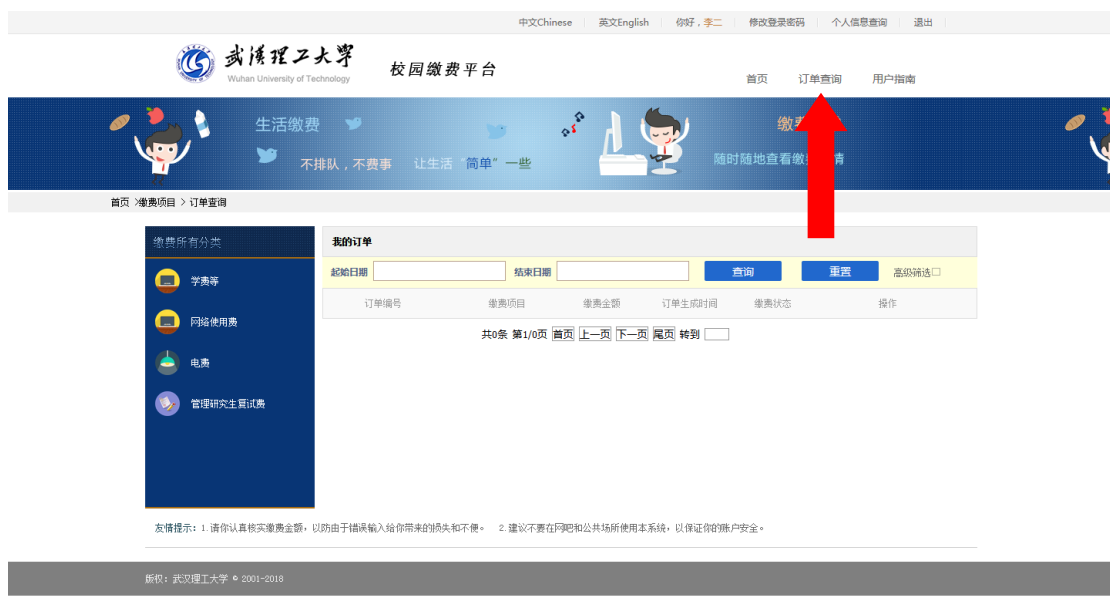 中文Chinese 英文English 你好，李二 修改登录密码 个人信息查询 退出
武汉理工大学
Wuhan University of Technology
校园缴费平台
首页 订单查询 用户指南
生活缴费
不排队，不费事 让生活“简单”一些
缴费
随时随地查看缴 情
首页 >缴费项目 > 订单查询
缴费所有分类
学费等
网络使用费
电费
管理研究生复试费
我的订单
起始日期 结束日期 查询 重置 高级筛选
订单编号 缴费项目 缴费金额 订单生成时间 缴费状态 操作
共0条 第1/0页 首页 上一页 下一页 尾页 转到
友情提示：1.请你认真核实缴费金额，以防由于错误输入给你带来的损失和不便。 2.建议不要在网吧和公共场所使用本系统，以保证你的账户安全。
版权：武汉理工大学 © 2001-2018